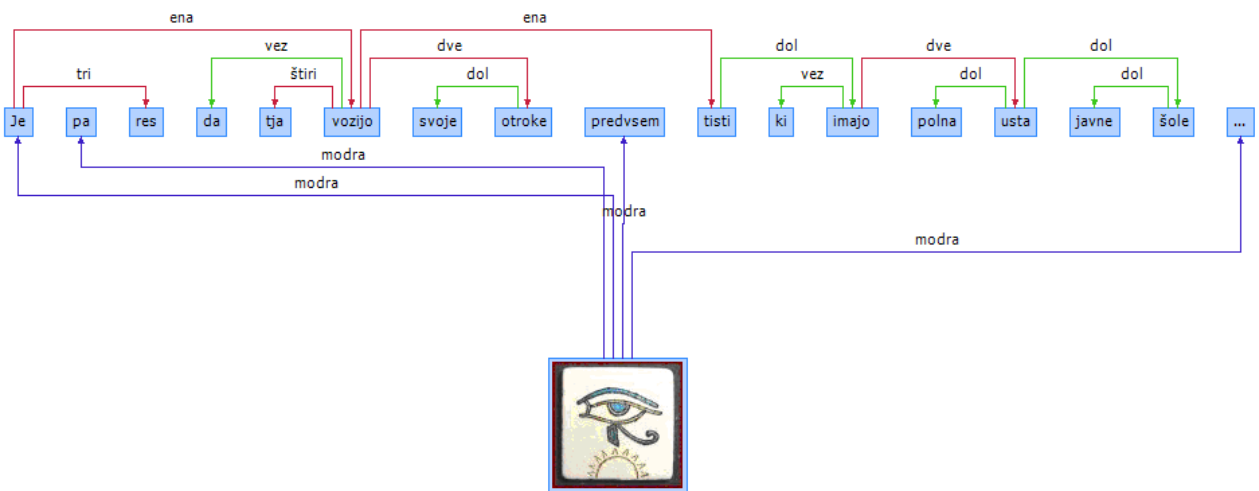 ena ena
vez dve dol dve dol
tri štiri dol vez dol dol
Je pa res da tja vozijo svoje otroke predvsem tisti ki imajo polna usta javne šole ...
modra
modra
modra
modra